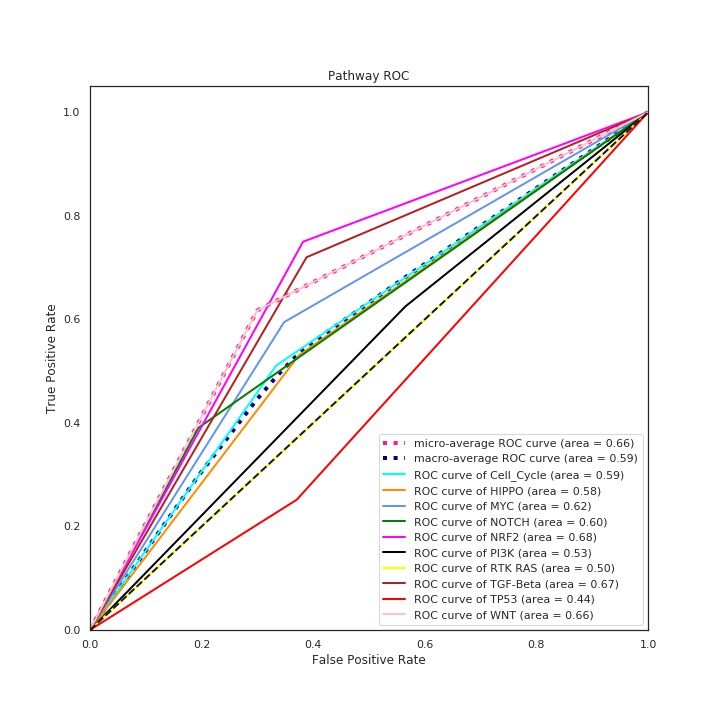 Pathway ROC
1.0
0.8
0.6
0.4
0.2
0.0
True Positive Rate
micro-average ROC curve (area = 0.66)
macro-average ROC curve (area = 0.59)
ROC curve of Cell_Cycle (area = 0.59)
ROC curve of HIPPO (area = 0.58)
ROC curve of MYC (area = 0.62)
ROC curve of NOTCH (area = 0.60)
ROC curve of NRF2 (area = 0.68)
ROC curve of PI3K (area = 0.53)
ROC curve of RTK RAS (area = 0.50)
ROC curve of TGF-Beta (area = 0.67)
ROC curve of TP53 (area = 0.44)
ROC curve of WNT (area = 0.66)
0.0 0.2 0.4 0.6 0.8 1.0
False Positive Rate